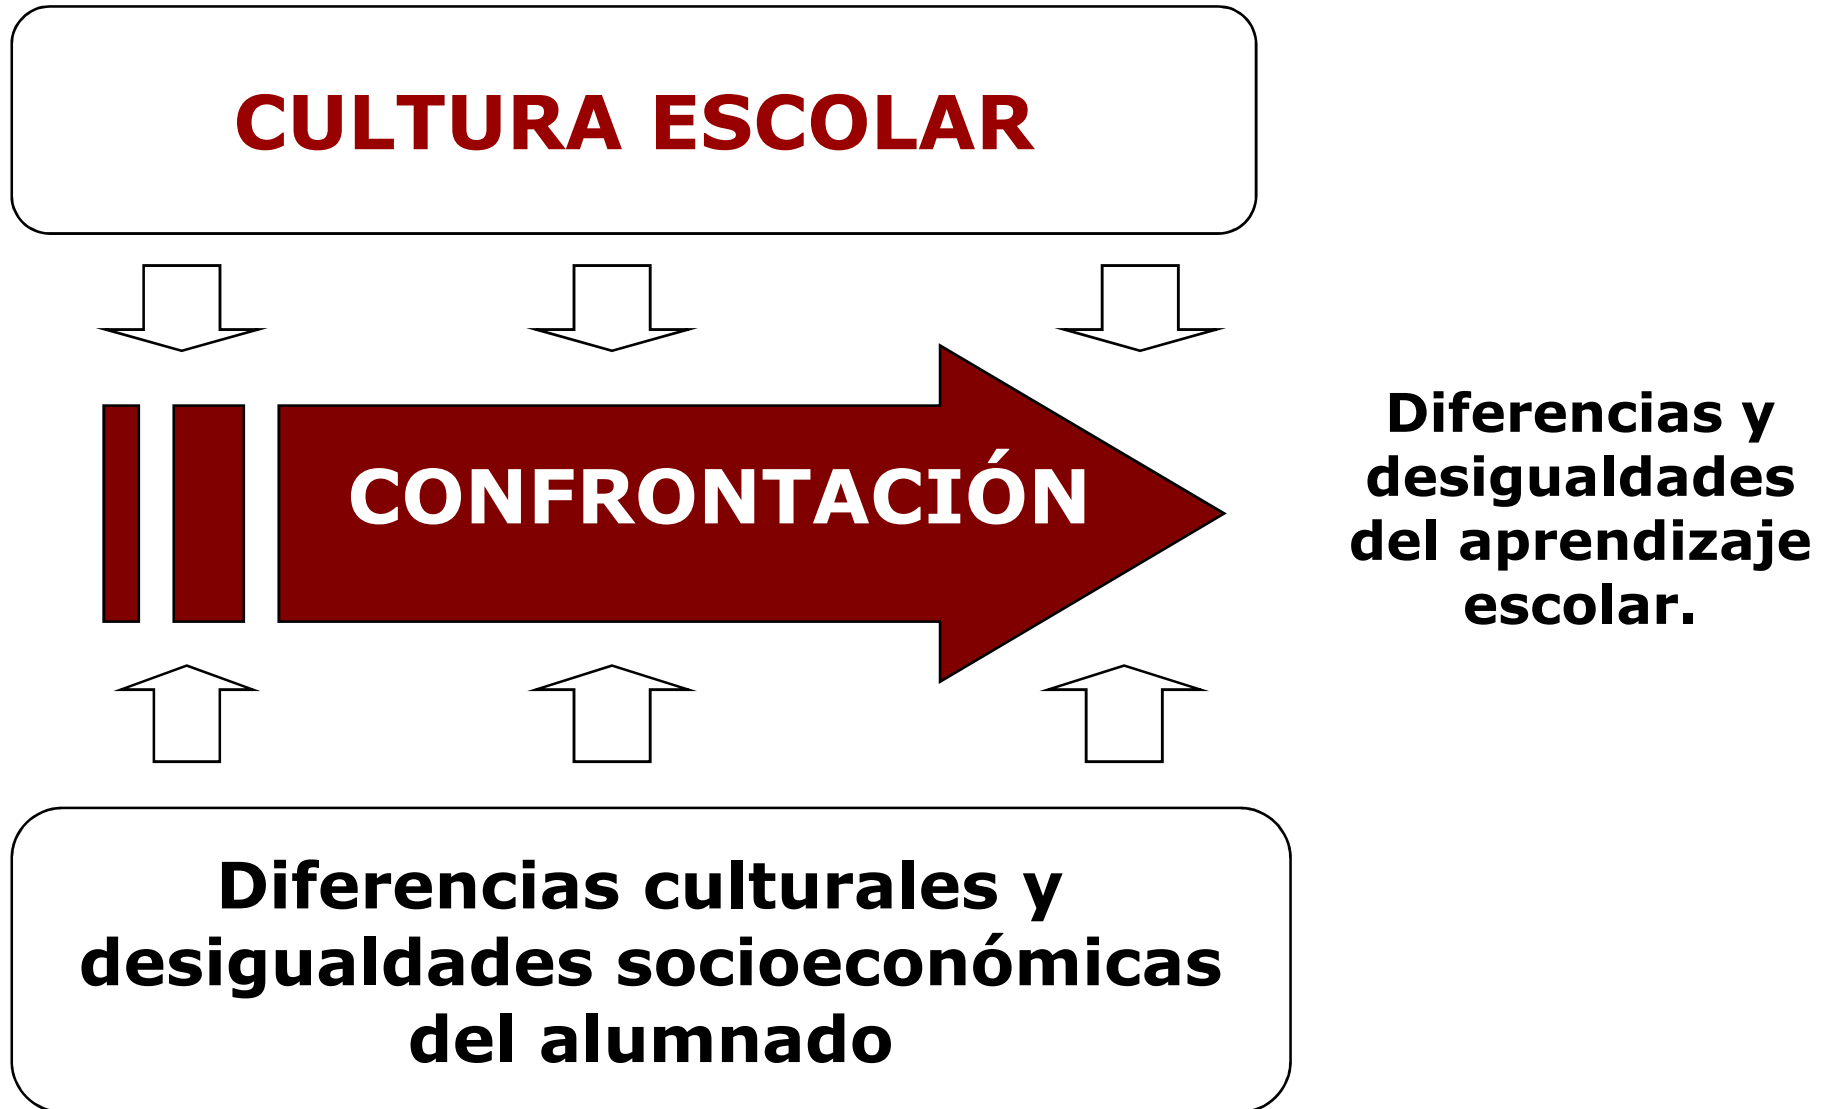 CULTURA ESCOLAR
CONFRONTACIÓN
Diferencias y
desigualdades
del aprendizaje
escolar.
Diferencias culturales y
desigualdades socioeconómicas
del alumnado